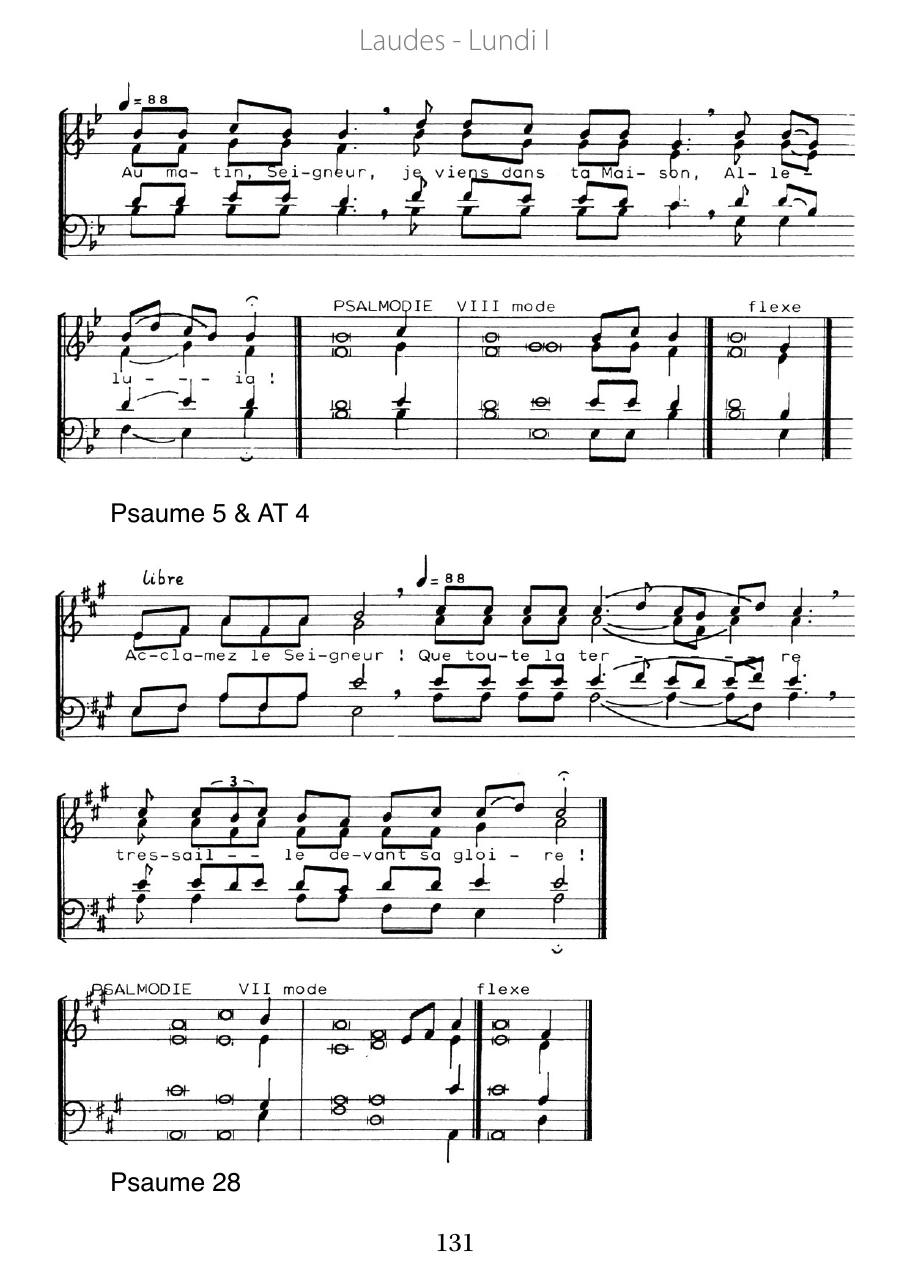 Laudes - Lundi I
= 88
Au ma-tin, Sei-gneur, je viens dans ta Mai-son, Al-le-
PSALMODIE VIII mode flexe
lu - - - ia !
Psaume 5 & AT 4
libre = 88
Ac-cla-mez le Sei-gneur ! Que tou-te la ter - - - - re
3
tres-sail - - le de-vant sa gloi - re !
PSALMODIE VII mode flexe
Psaume 28
131